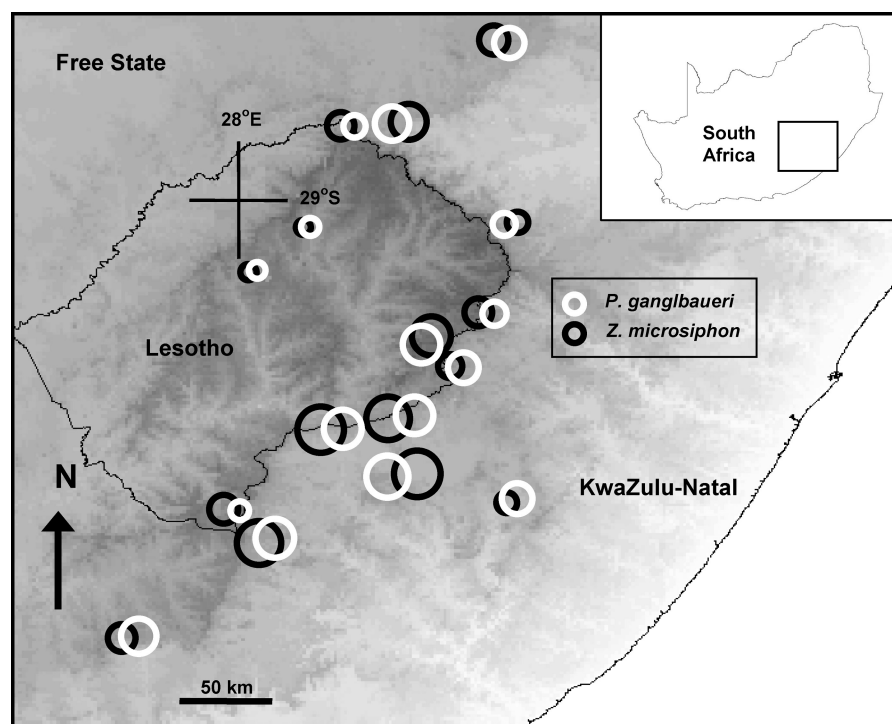 Free State
28°E
29°S
South
Africa
P. ganglbaueri
Z. microsiphon
Lesotho
N
KwaZulu-Natal
50 km